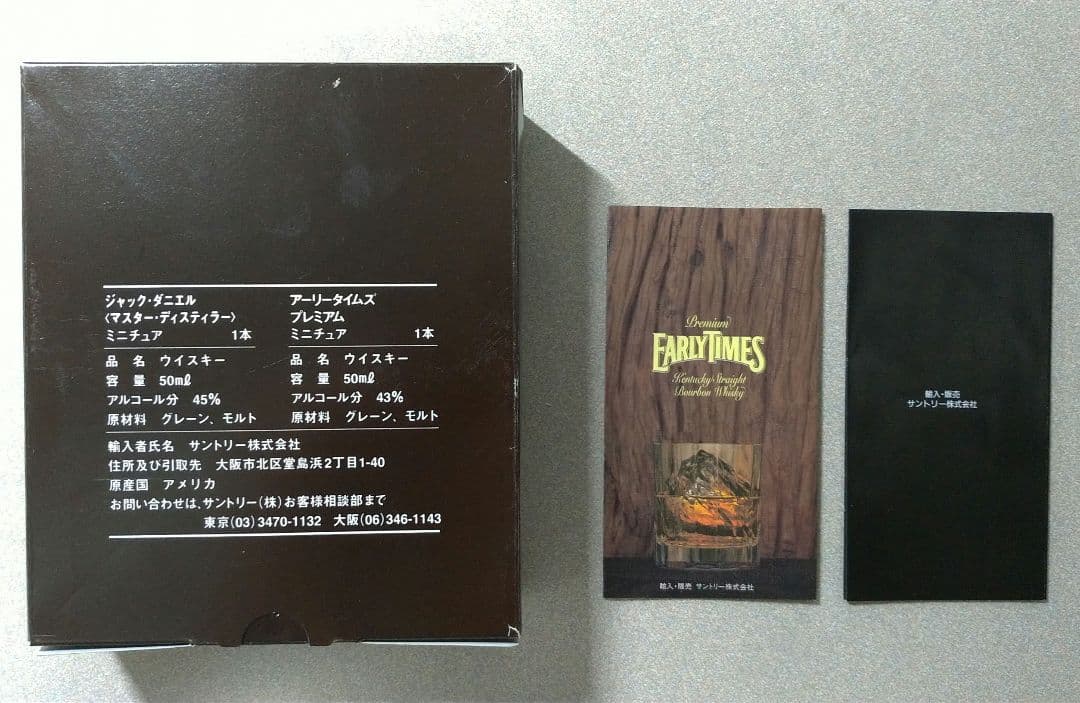 ジャック・ダニエル
〈マスター・ディスティラー〉
ミニチュア 1本
品 名 ウイスキー
容 量 50mℓ
アルコール分 45%
原材料 グレーン、モルト
アーリータイムズ
プレミアム
ミニチュア 1本
品 名 ウイスキー
容 量 50mℓ
アルコール分 43%
原材料 グレーン、モルト
輸入者氏名 サントリー株式会社
住所及び引取先 大阪市北区堂島浜2丁目1-40
原産国 アメリカ
お問い合わせは、サントリー(株)お客様相談部まで
東京(03)3470-1132 大阪(06)346-1143
Premium
EARLY TIMES
Kentucky Straight
Bourbon Whisky
輸入・販売 サントリー株式会社
輸入・販売
サントリー株式会社